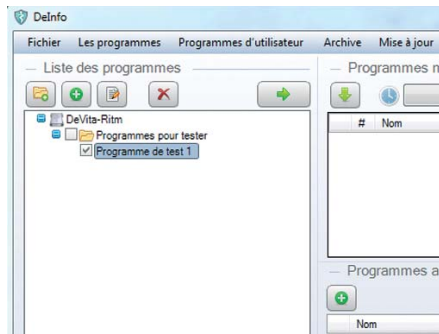 DeInfo
Fichier Les programmes Programmes d'utilisateur Archive Mise à jour
Liste des programmes
Programmes
DeVita-Ritm
Programmes pour tester
Programme de test 1
# Nom
Programmes
Nom